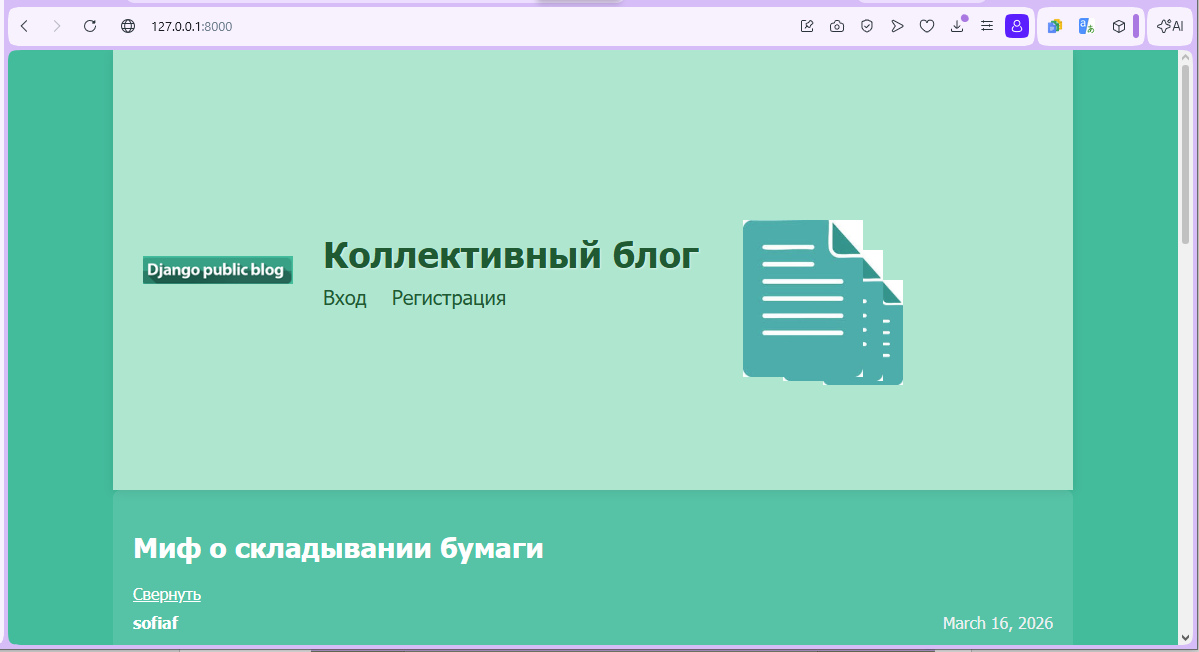 127.0.0.1:8000
AI
Django public blog
Коллективный блог
Вход Регистрация
Миф о складывании бумаги
Свернуть
sofiaf March 16, 2026